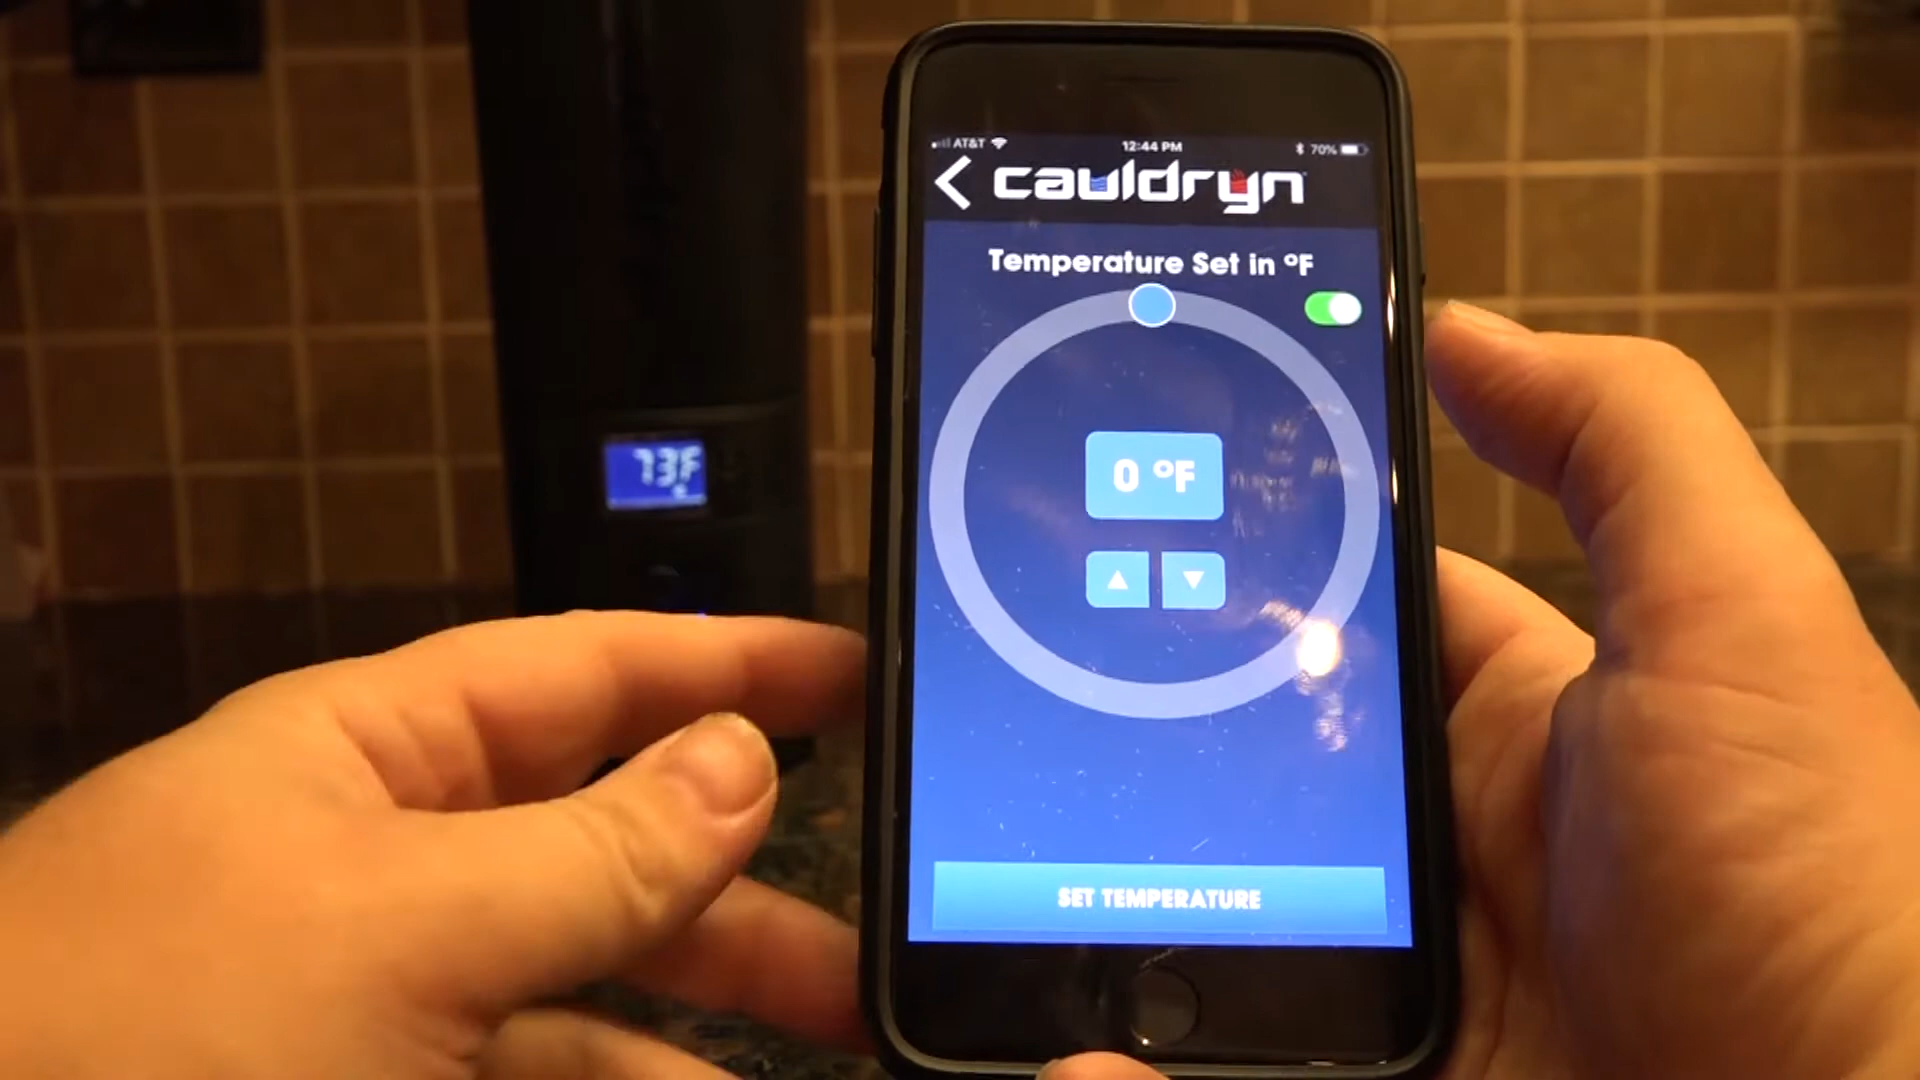 AT&T 12:44 PM 70%
cauldryn
Temperature Set in °F
0 °F
SET TEMPERATURE
73F